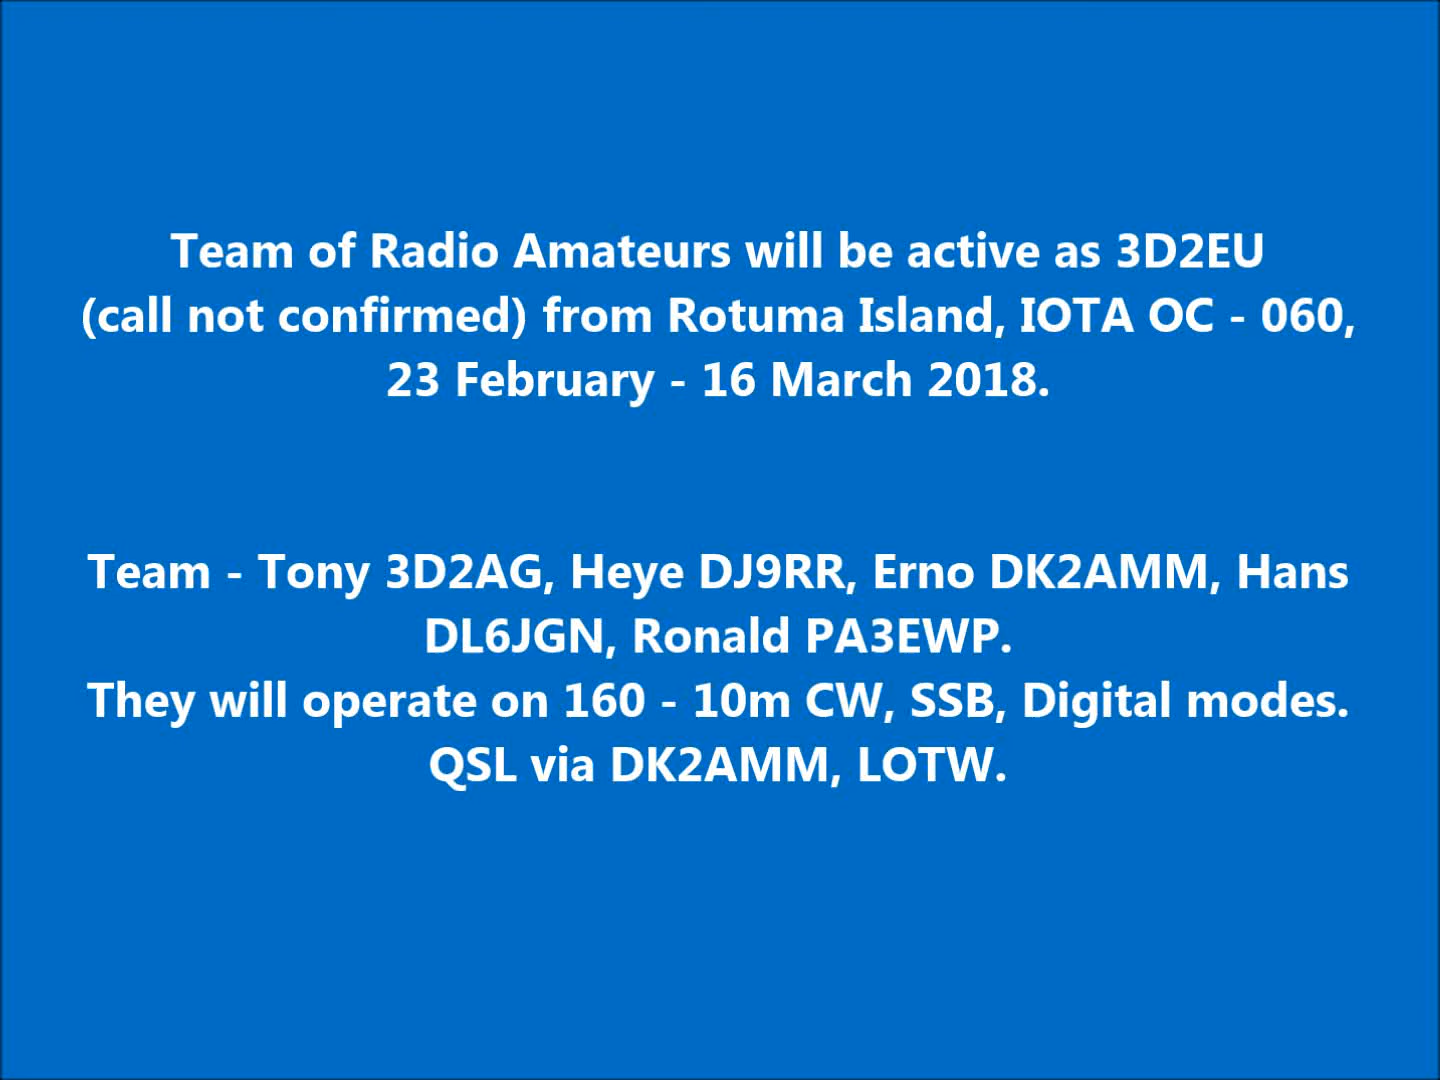 Team of Radio Amateurs will be active as 3D2EU
(call not confirmed) from Rotuma Island, IOTA OC - 060,
23 February - 16 March 2018.
Team - Tony 3D2AG, Heye DJ9RR, Erno DK2AMM, Hans
DL6JGN, Ronald PA3EWP.
They will operate on 160 - 10m CW, SSB, Digital modes.
QSL via DK2AMM, LOTW.